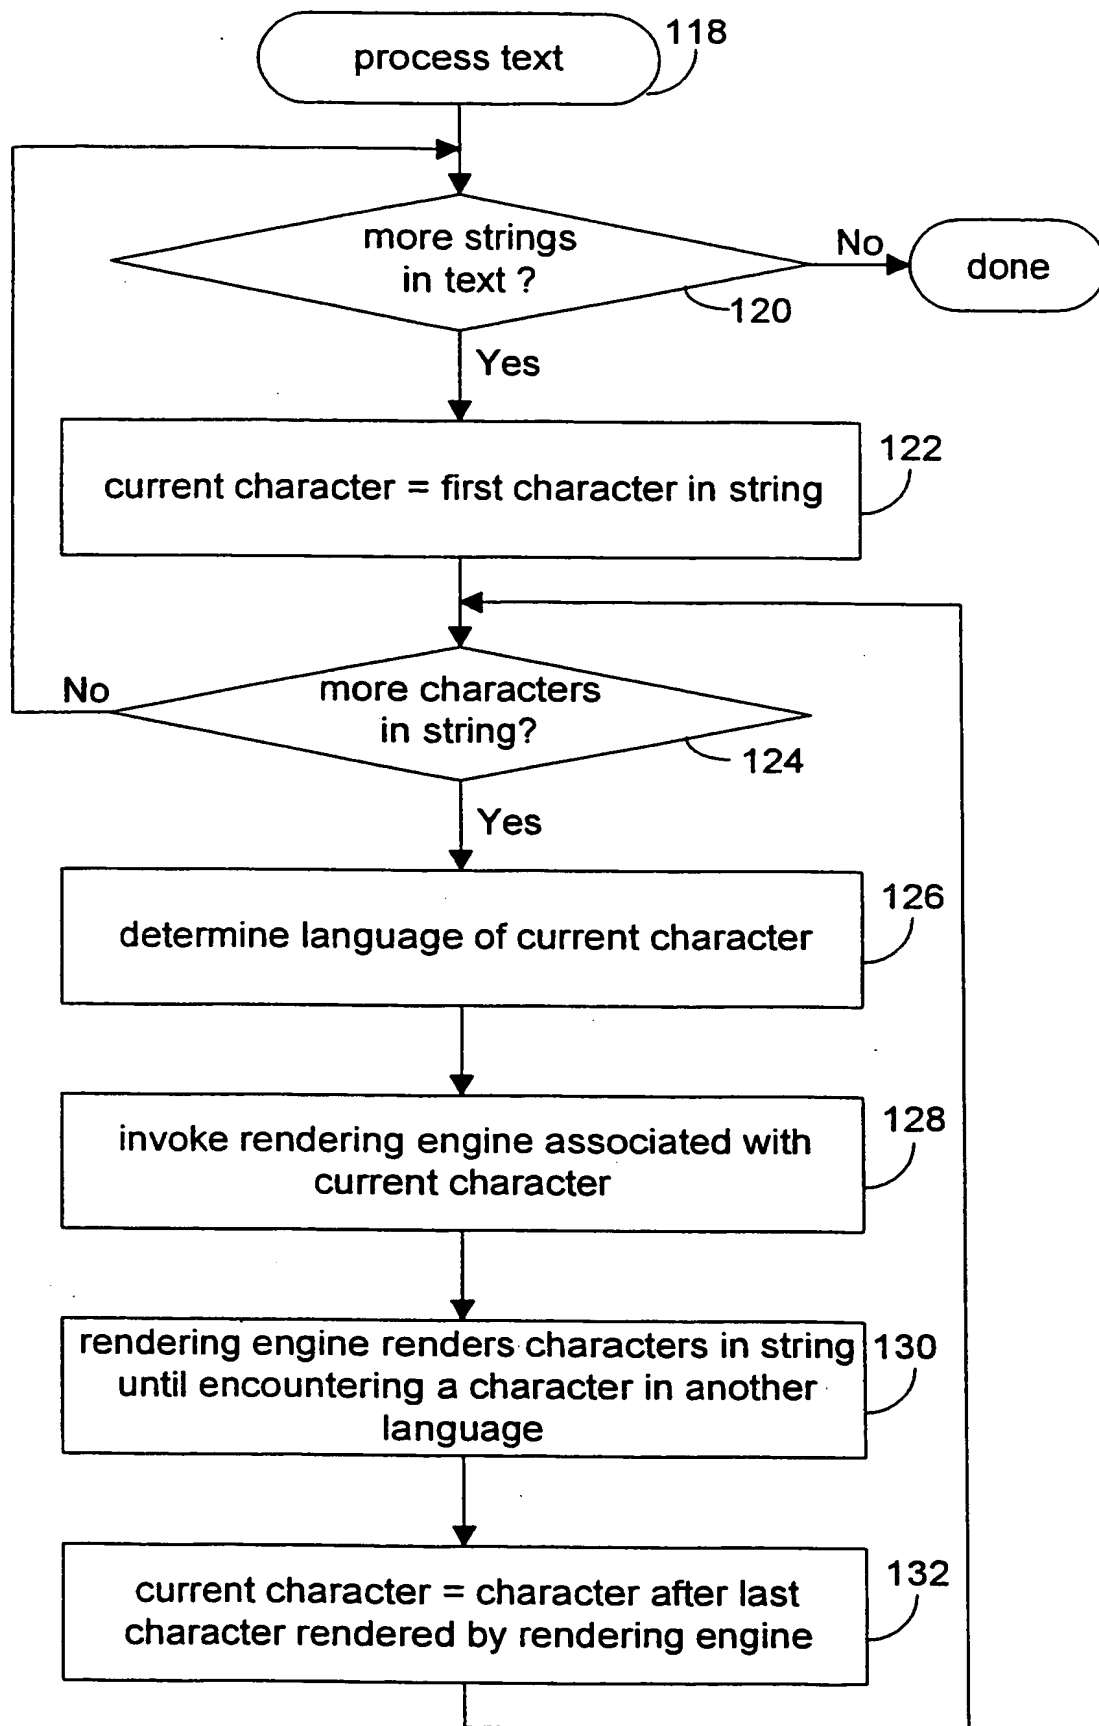 process text
118
more strings
in text ?
No
done
120
Yes
current character = first character in string
122
more characters
in string?
No
124
Yes
determine language of current character
126
invoke rendering engine associated with
current character
128
rendering engine renders characters in string
until encountering a character in another
language
130
current character = character after last
character rendered by rendering engine
132